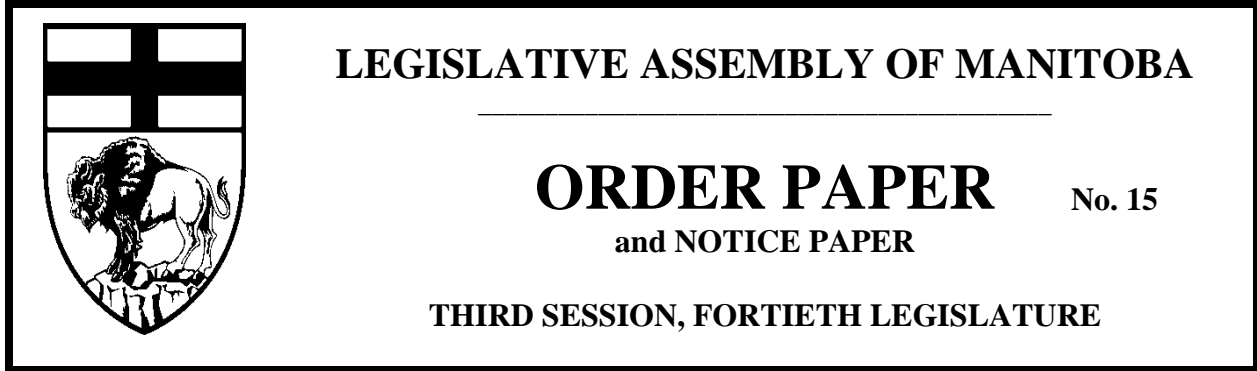 LEGISLATIVE ASSEMBLY OF MANITOBA
ORDER PAPER No. 15
and NOTICE PAPER
THIRD SESSION, FORTIETH LEGISLATURE